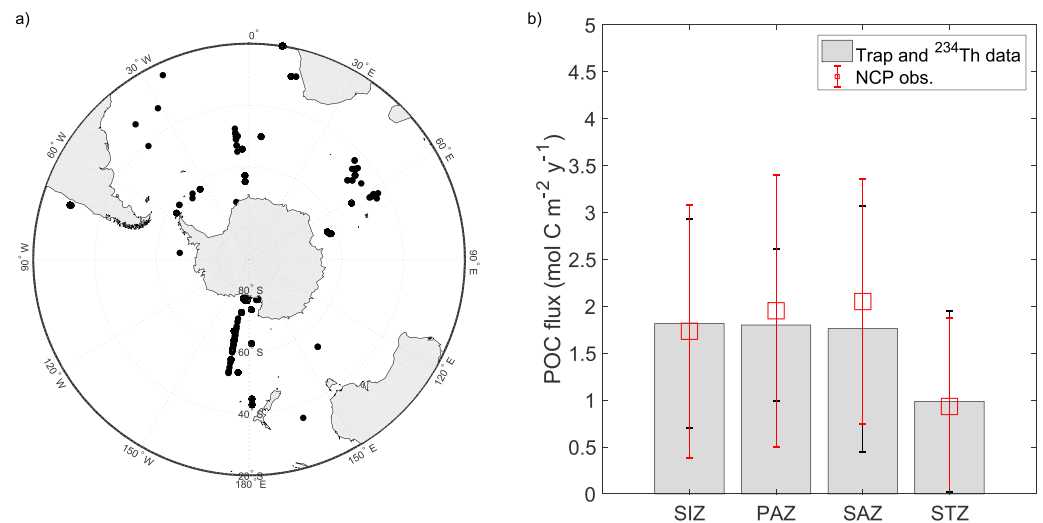 a)
0°
30° W
30° E
60° W
60° E
90° W
90° E
80° S
60° S
40° S
20° S
120° W
120° E
150° W
150° E
180° E
b)
POC flux (mol C m⁻² y⁻¹)
5
4.5
4
3.5
3
2.5
2
1.5
1
0.5
0
Trap and ²³⁴Th data
NCP obs.
SIZ PAZ SAZ STZ